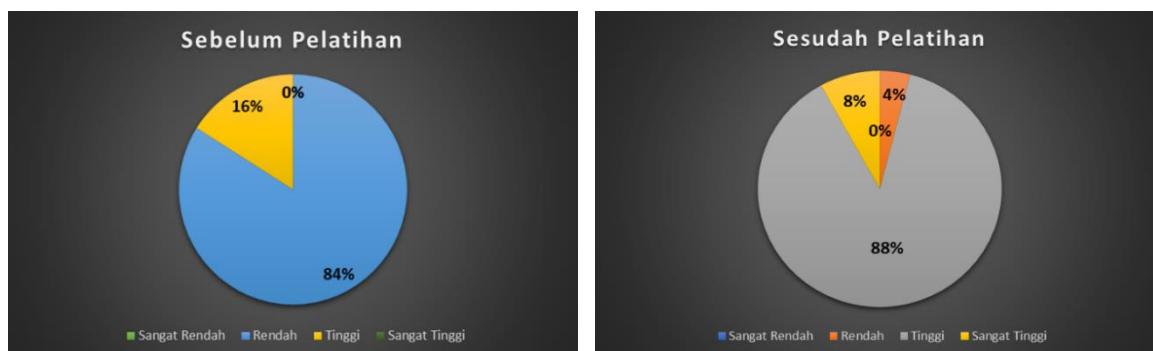 Sebelum Pelatihan
0%
16%
84%
Sangat Rendah Rendah Tinggi Sangat Tinggi
Sesudah Pelatihan
4%
8%
0%
88%
Sangat Rendah Rendah Tinggi Sangat Tinggi